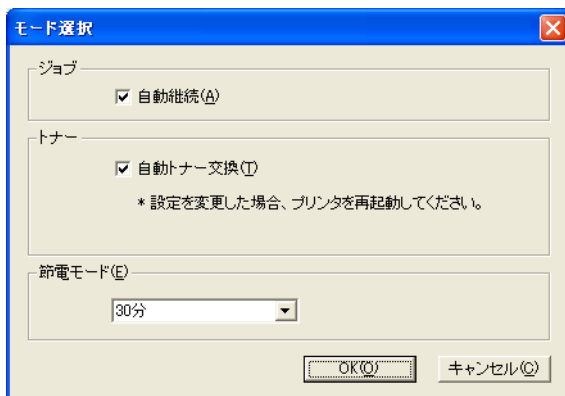 モード選択
ジョブ
自動継続(A)
トナー
自動トナー交換(T)
* 設定を変更した場合、プリンタを再起動してください。
節電モード(E)
30分
OK(O)
キャンセル(C)